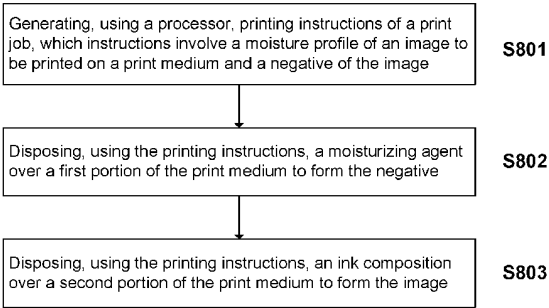 Generating, using a processor, printing instructions of a print
job, which instructions involve a moisture profile of an image to
be printed on a print medium and a negative of the image
S801
Disposing, using the printing instructions, a moisturizing agent
over a first portion of the print medium to form the negative
S802
Disposing, using the printing instructions, an ink composition
over a second portion of the print medium to form the image
S803